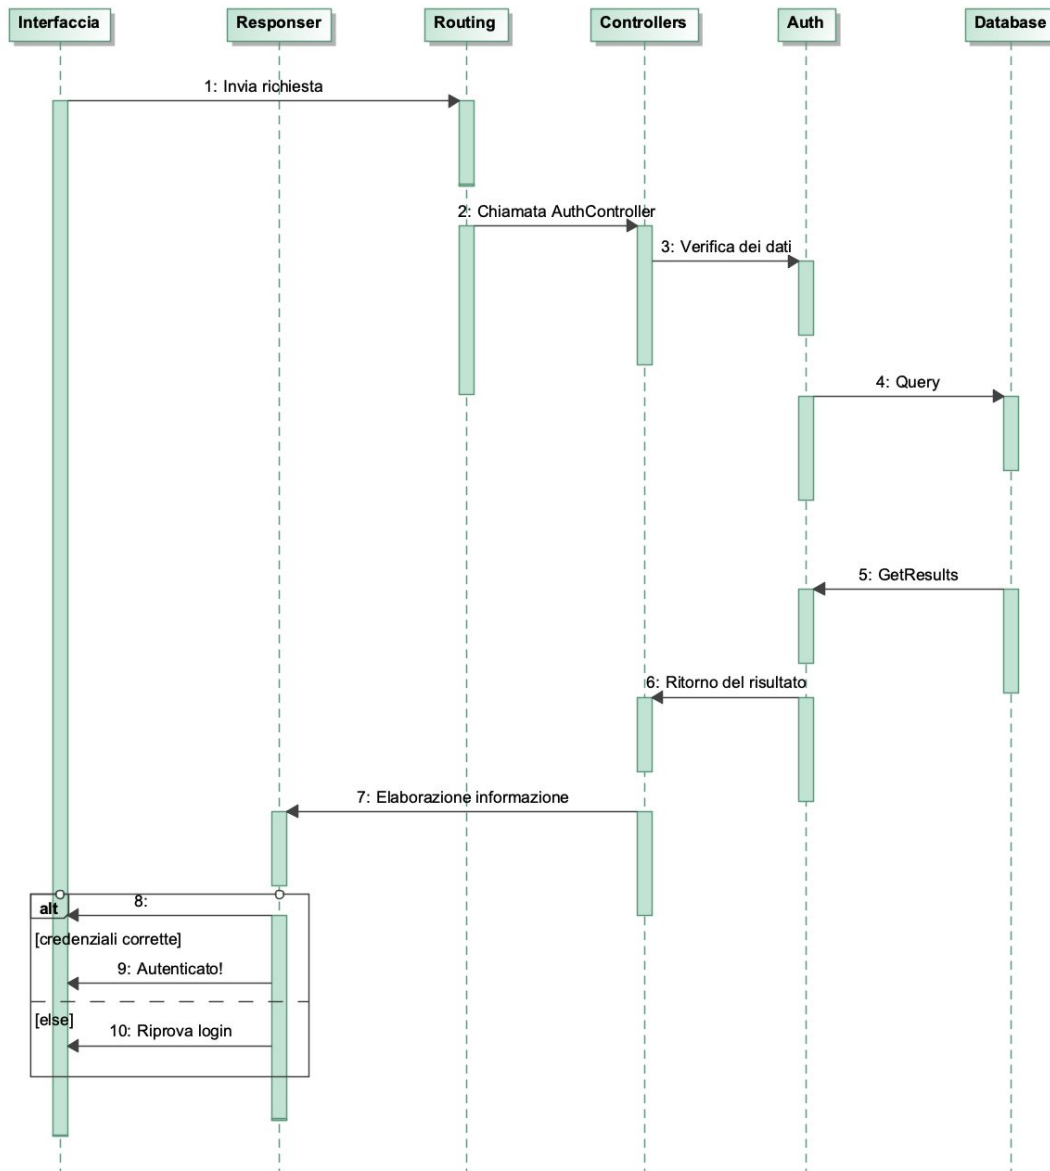 Interfaccia
Responser
Routing
Controllers
Auth
Database
1: Invia richiesta
2: Chiamata AuthController
3: Verifica dei dati
4: Query
5: GetResults
6: Ritorno del risultato
7: Elaborazione informazione
alt
8:
[credenziali corrette]
9: Autenticato!
[else]
10: Riprova login